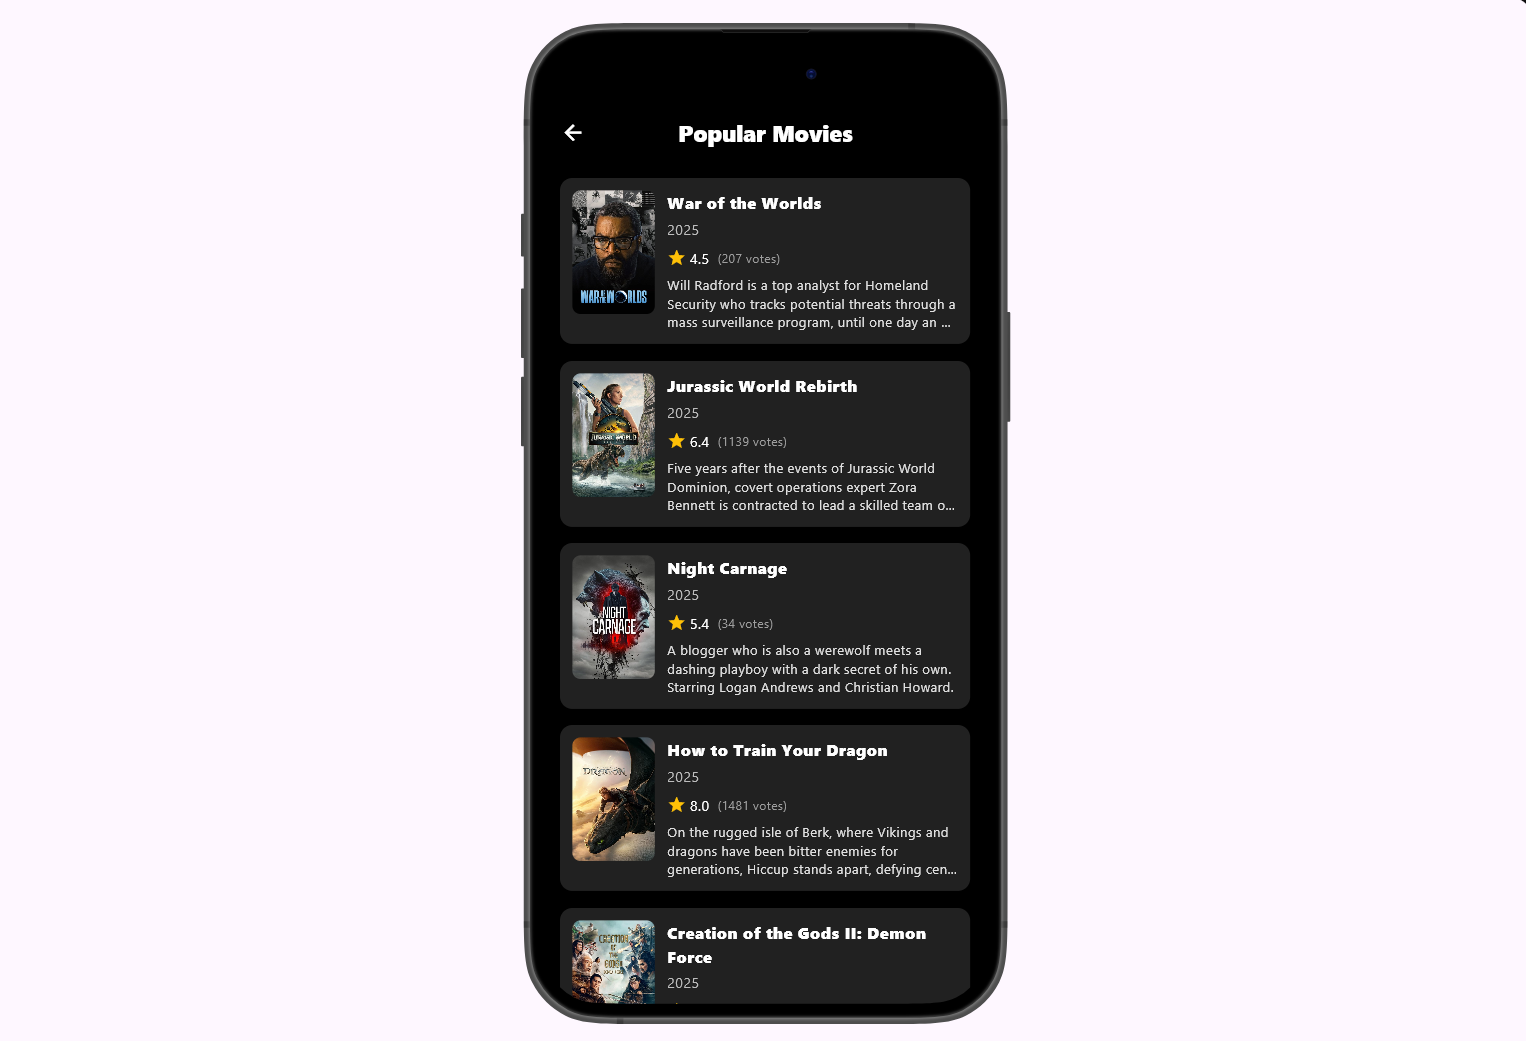 Popular Movies
WAR OF THE WORLDS
War of the Worlds
2025
4.5 (207 votes)
Will Radford is a top analyst for Homeland
Security who tracks potential threats through a
mass surveillance program, until one day an ...
JURASSIC WORLD
Jurassic World Rebirth
2025
6.4 (1139 votes)
Five years after the events of Jurassic World
Dominion, covert operations expert Zora
Bennett is contracted to lead a skilled team o...
NIGHT
CARNAGE
Night Carnage
2025
5.4 (34 votes)
A blogger who is also a werewolf meets a
dashing playboy with a dark secret of his own.
Starring Logan Andrews and Christian Howard.
DRAGON
How to Train Your Dragon
2025
8.0 (1481 votes)
On the rugged isle of Berk, where Vikings and
dragons have been bitter enemies for
generations, Hiccup stands apart, defying cen...
CREATION
OF THE
GODS
Creation of the Gods II: Demon
Force
2025